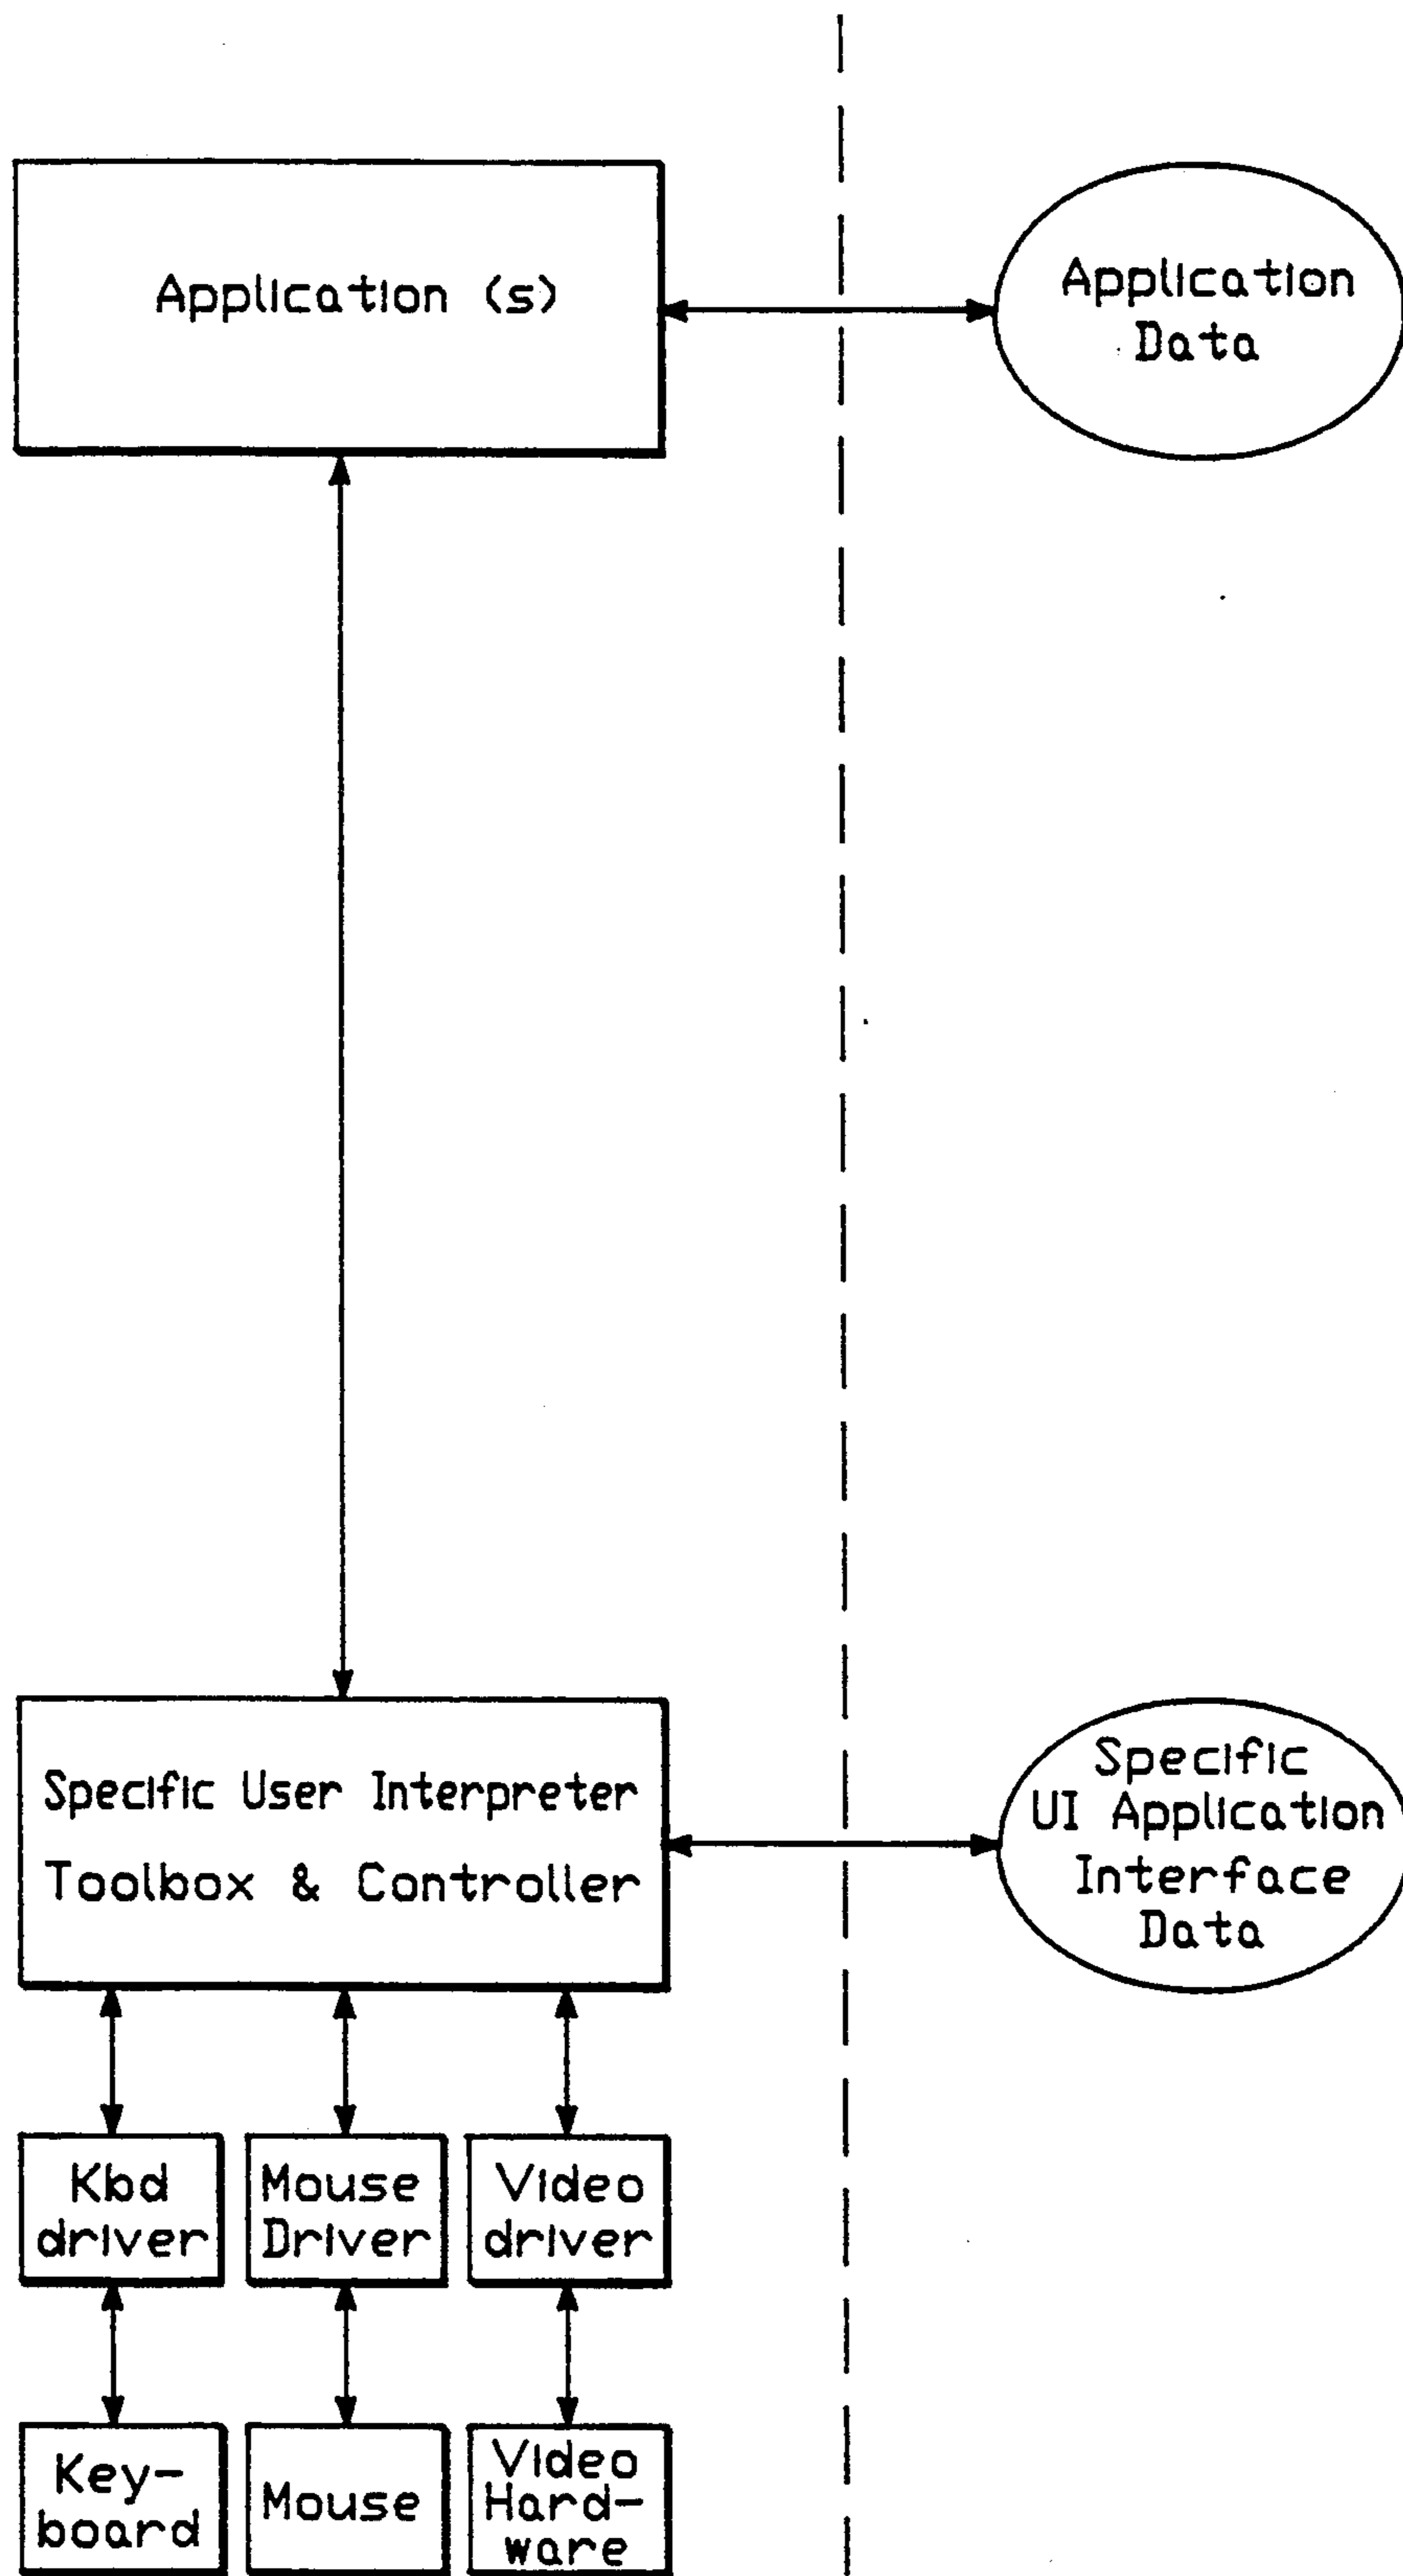 Application (s)
Application
Data
Specific User Interpreter
Toolbox & Controller
Specific
UI Application
Interface
Data
Kbd
driver
Mouse
Driver
Video
driver
Key-
board
Mouse
Video
Hard-
ware